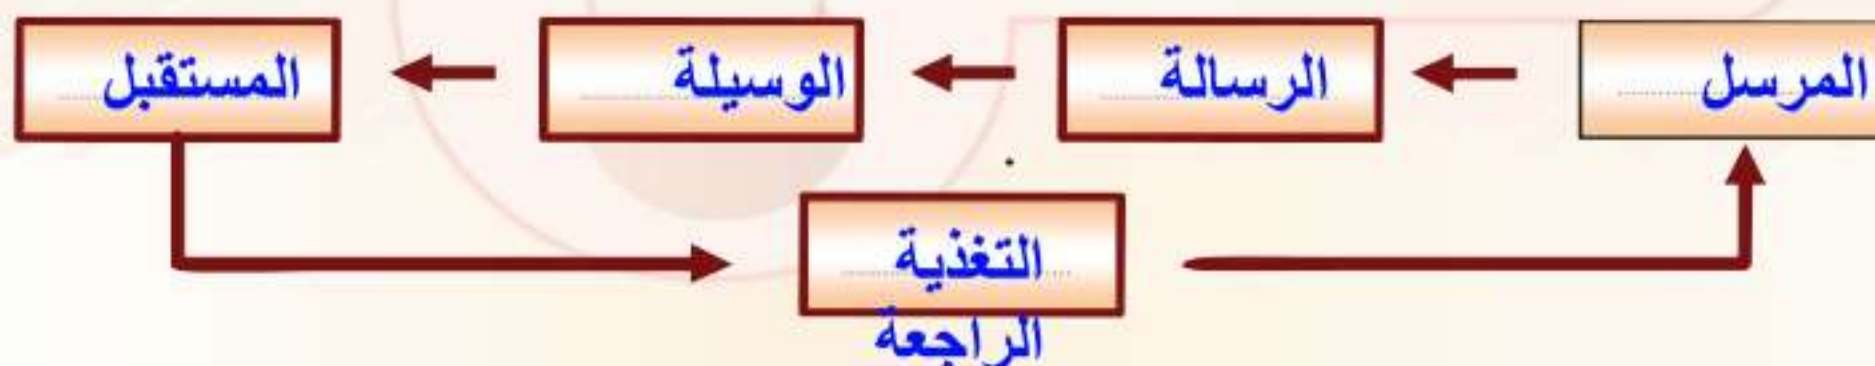 المرسل
الرسالة
الوسيلة
المستقبل
التغذية
الراجعة